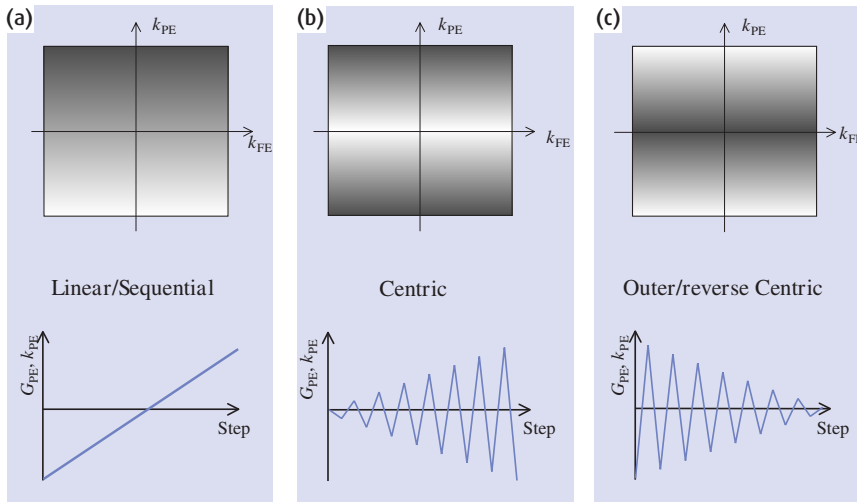 (a)
k_PE
k_FE
Linear/Sequential
G_PE, k_PE
Step
(b)
k_PE
k_FE
Centric
G_PE, k_PE
Step
(c)
k_PE
k_FE
Outer/reverse Centric
G_PE, k_PE
Step